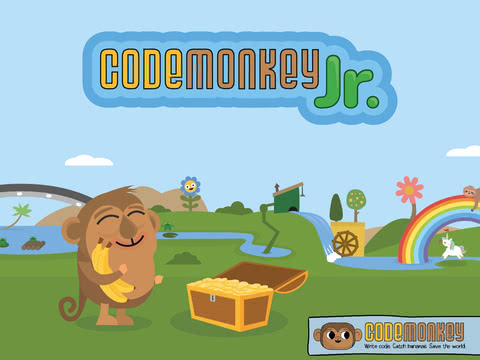 CODEMONKEY Jr.
CODEMONKEY
Write code. Catch bananas. Save the world.